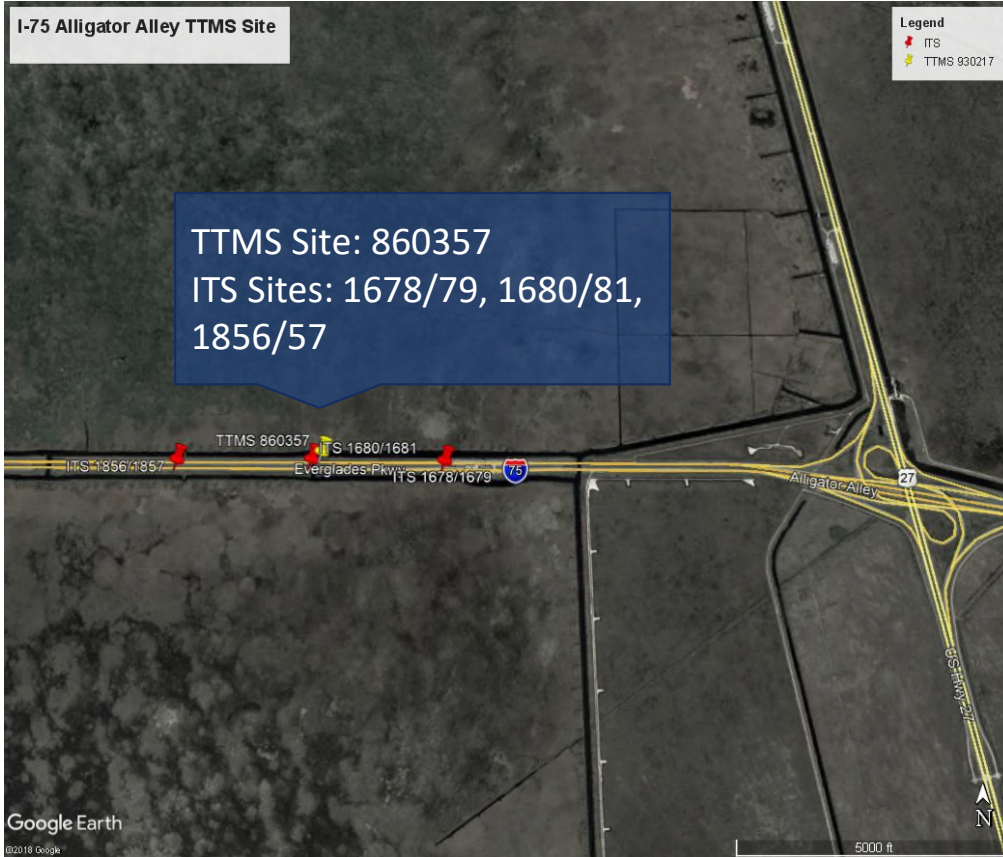 I-75 Alligator Alley TTMS Site
Legend
ITS
TTMS 930217
TTMS Site: 860357
ITS Sites: 1678/79, 1680/81,
1856/57
TTMS 860357
ITS 1680/1681
ITS 1856/1857
Everglades Pkwy
ITS 1678/1679
75
Alligator Alley
27
US Hwy 27
N
Google Earth
©2018 Google
5000 ft